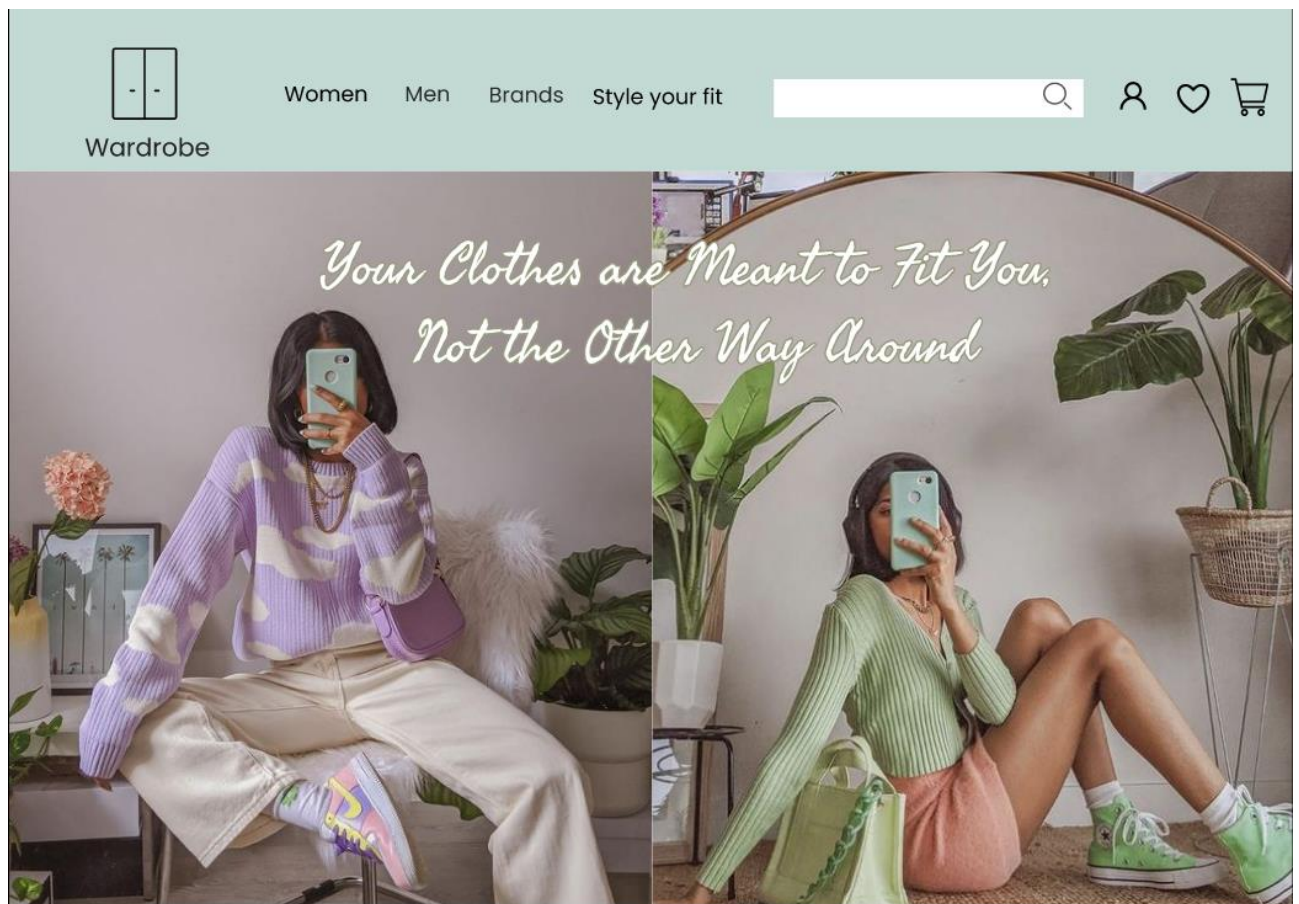 Wardrobe
Women Men Brands Style your fit
Your Clothes are Meant to Fit You,
Not the Other Way Around